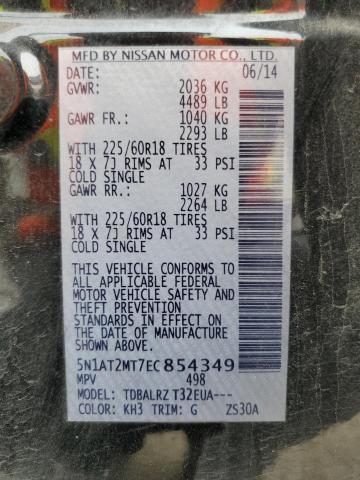 MFD BY NISSAN MOTOR CO., LTD.
DATE: 06/14
GVWR: 2036 KG
4489 LB
GAWR FR.: 1040 KG
2293 LB
WITH 225/60R18 TIRES
18 X 7J RIMS AT 33 PSI
COLD SINGLE
GAWR RR.: 1027 KG
2264 LB
WITH 225/60R18 TIRES
18 X 7J RIMS AT 33 PSI
COLD SINGLE
THIS VEHICLE CONFORMS TO
ALL APPLICABLE FEDERAL
MOTOR VEHICLE SAFETY AND
THEFT PREVENTION
STANDARDS IN EFFECT ON
THE DATE OF MANUFACTURE
SHOWN ABOVE.
5N1AT2MT7EC854349
MPV 498
MODEL: TDBALRZ T32EUA---
COLOR: KH3 TRIM: G ZS30A